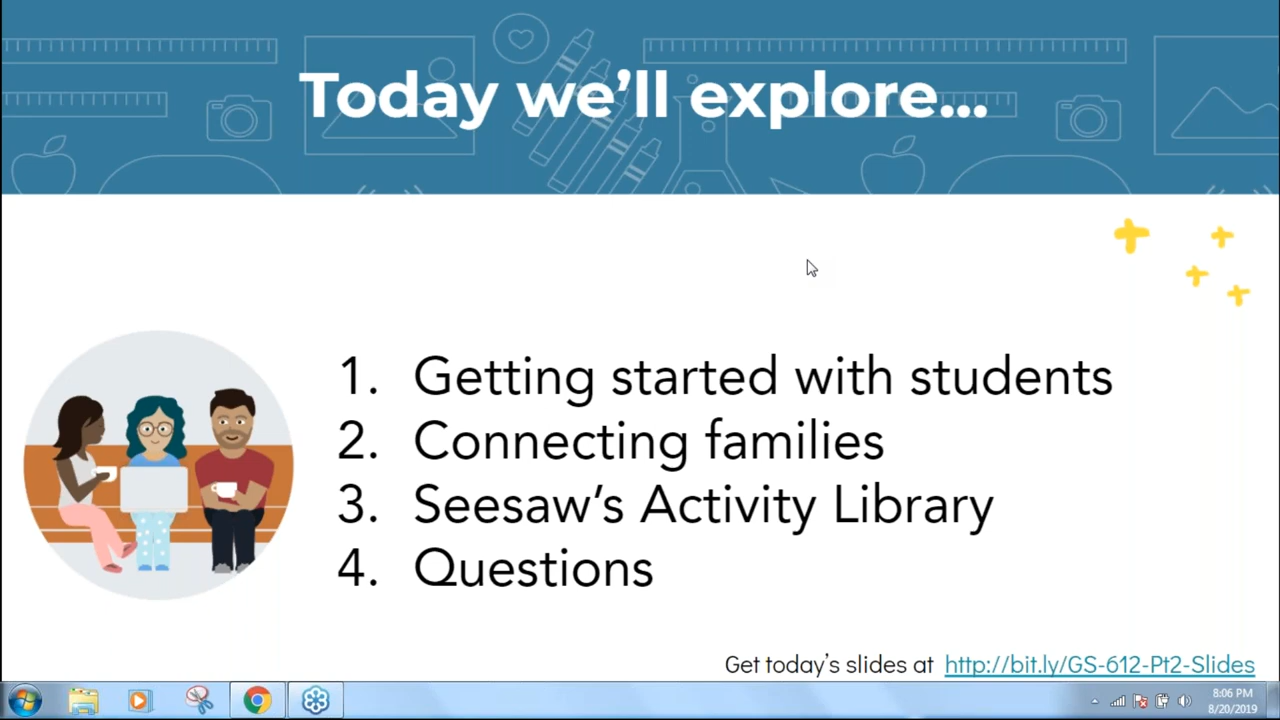 Today we'll explore...
1. Getting started with students
2. Connecting families
3. Seesaw's Activity Library
4. Questions
Get today's slides at http://bit.ly/GS-612-Pt2-Slides
8:06 PM
8/20/2019